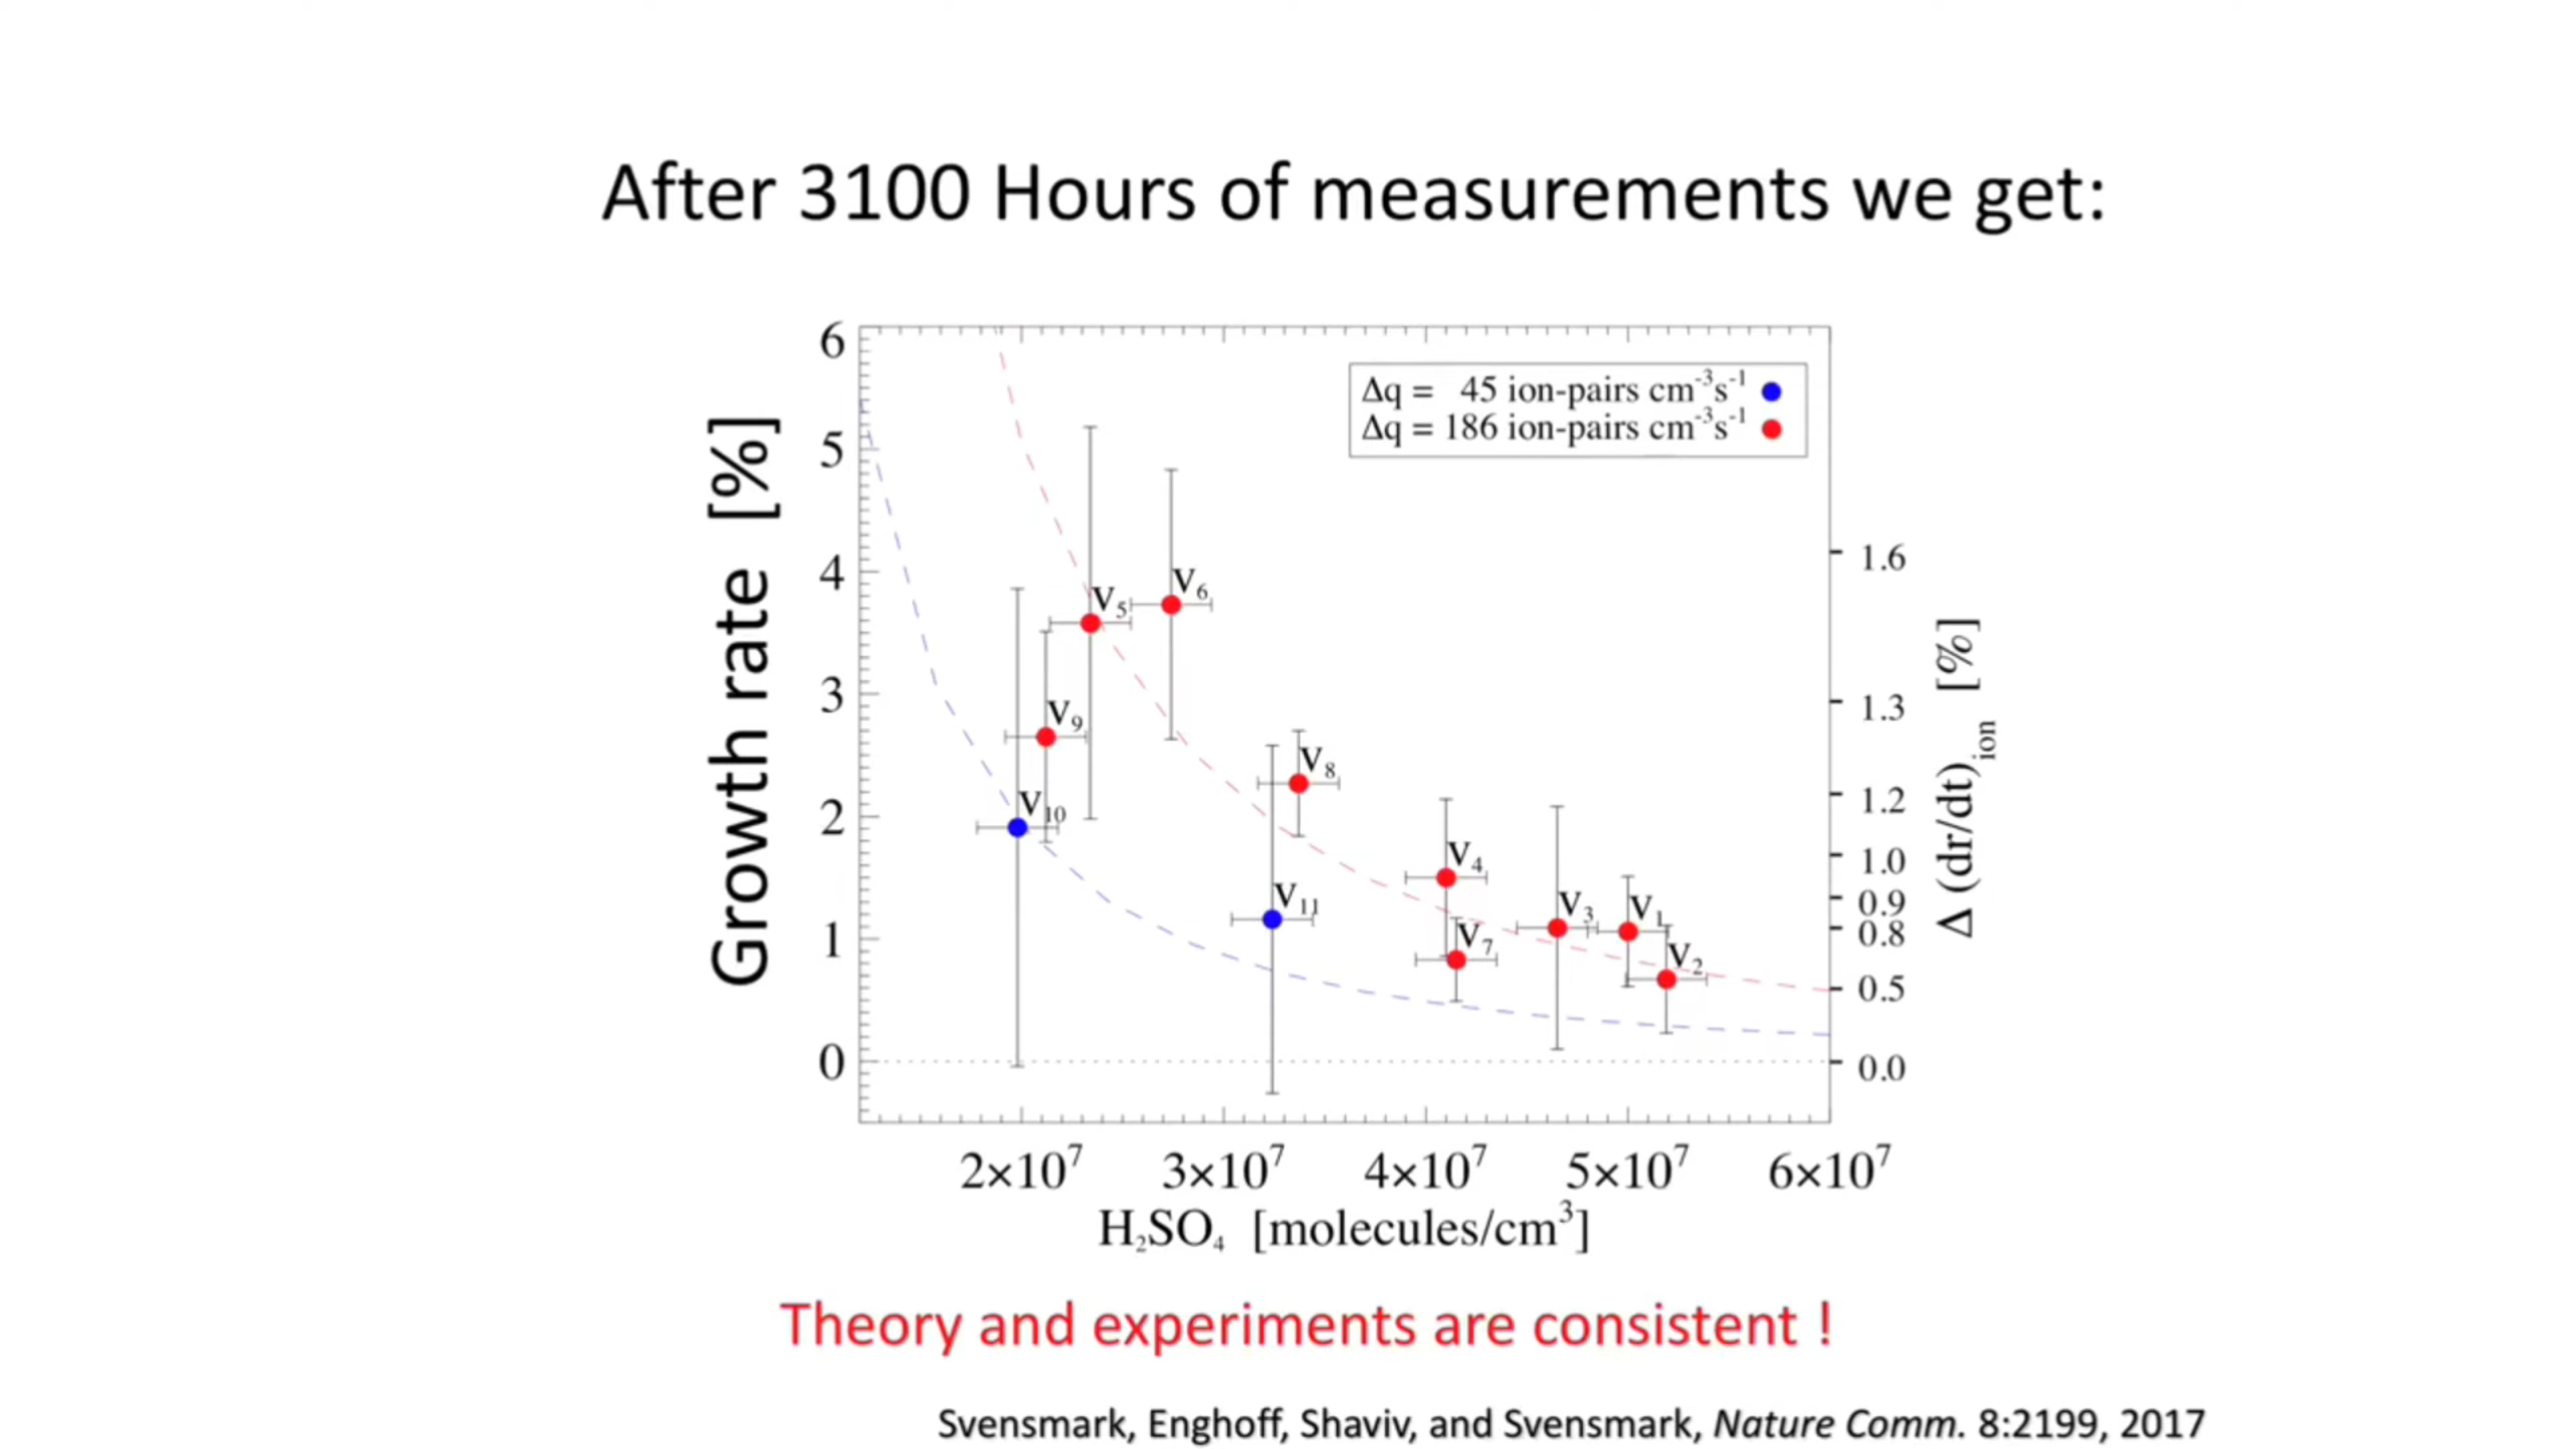 After 3100 Hours of measurements we get:
Growth rate [%]
6
5
4
3
2
1
0
Δq = 45 ion-pairs cm⁻³s⁻¹
Δq = 186 ion-pairs cm⁻³s⁻¹
V₅
V₆
V₉
V₁₀
V₈
V₁₁
V₄
V₇
V₃
V₁
V₂
1.6
1.3
1.2
1.0
0.9
0.8
0.5
0.0
Δ (dr/dt)ion [%]
2×10⁷ 3×10⁷ 4×10⁷ 5×10⁷ 6×10⁷
H₂SO₄ [molecules/cm³]
Theory and experiments are consistent !
Svensmark, Enghoff, Shaviv, and Svensmark, Nature Comm. 8:2199, 2017